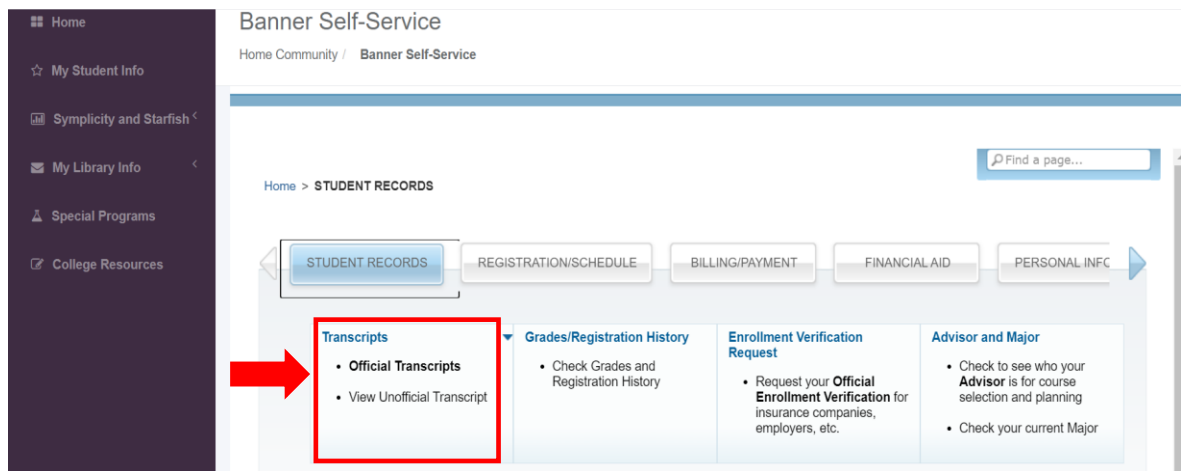 Home
My Student Info
Symplicity and Starfish
My Library Info
Special Programs
College Resources
Banner Self-Service
Home Community / Banner Self-Service
Find a page...
Home > STUDENT RECORDS
STUDENT RECORDS
REGISTRATION/SCHEDULE
BILLING/PAYMENT
FINANCIAL AID
PERSONAL INFC
Transcripts
• Official Transcripts
• View Unofficial Transcript
Grades/Registration History
• Check Grades and
Registration History
Enrollment Verification
Request
• Request your Official
Enrollment Verification for
insurance companies,
employers, etc.
Advisor and Major
• Check to see who your
Advisor is for course
selection and planning
• Check your current Major